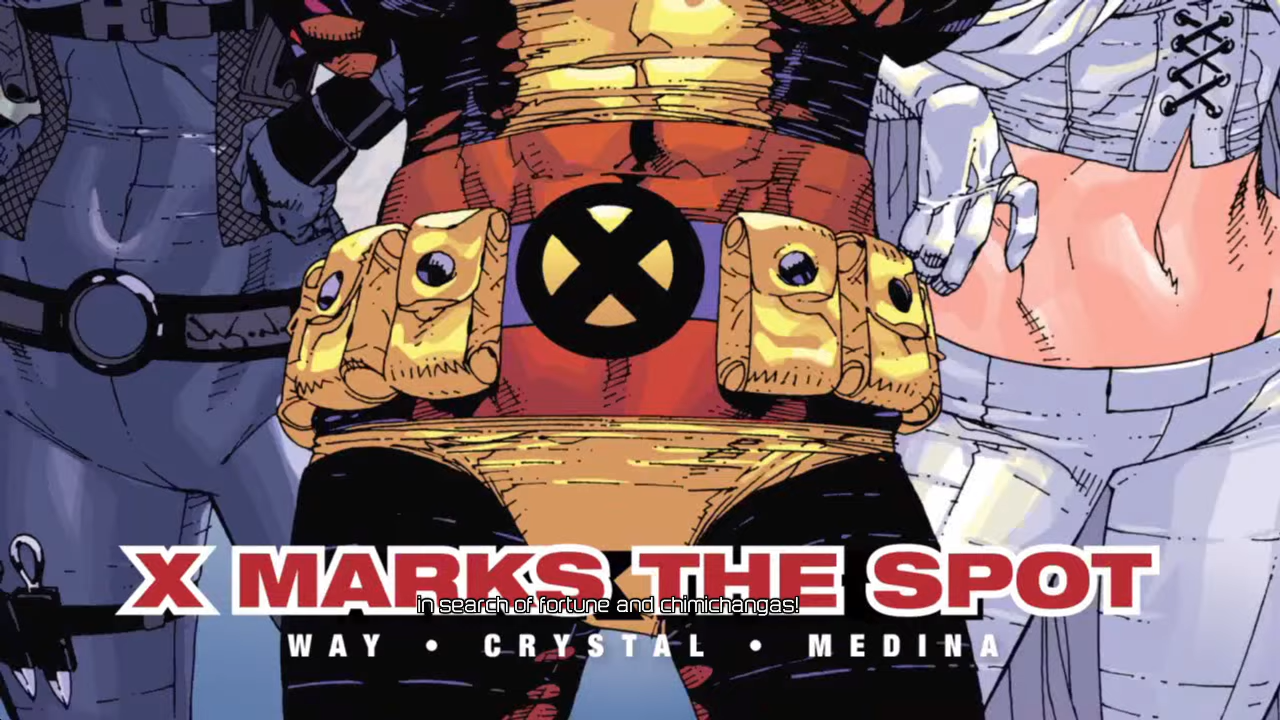 X MARKS THE SPOT
in search of fortune and chimichangas!
WAY • CRYSTAL • MEDINA